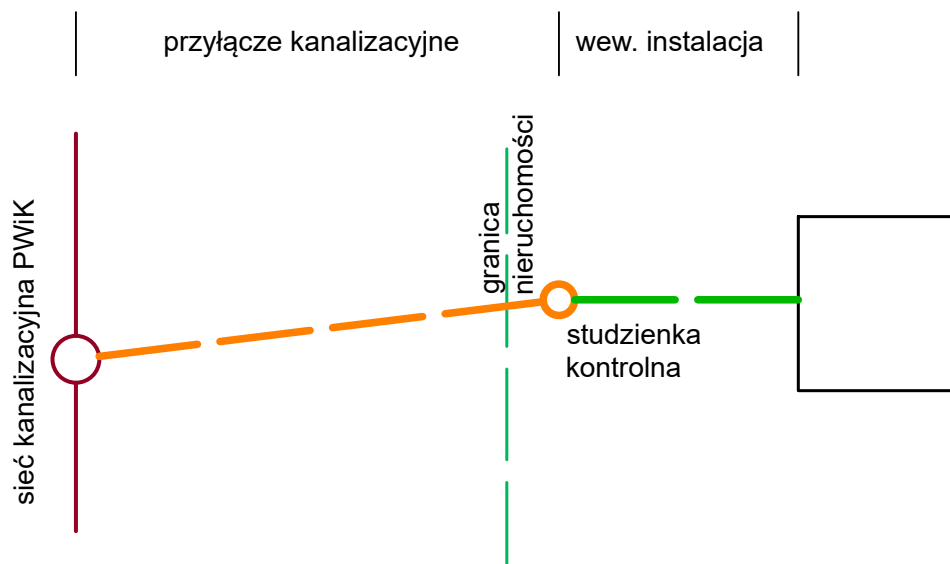 przyłącze kanalizacyjne
wew. instalacja
sieć kanalizacyjna PWiK
granica
nieruchomości
studzienka
kontrolna